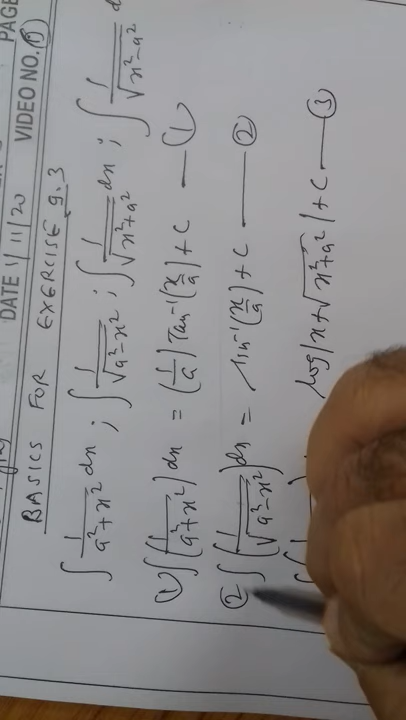 PAGE
DATE 1/11/20 VIDEO NO. (1)
BASICS FOR EXERCISE 9.3
∫ 1/(a²+x²) dx ; ∫ 1/√(a²-x²) ; ∫ 1/√(x²+a²) dx ; ∫ 1/√(x²-a²) d
(1) ∫ (1/(a²+x²)) dx = (1/a) Tan⁻¹(x/a) + c — (1)
(2) ∫ (1/√(a²-x²)) dx = sin⁻¹(x/a) + c — (2)
log|x+√(x²+a²)| + c — (3)